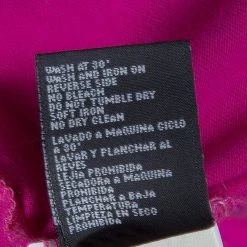 WASH AT 30°
WASH AND IRON ON
REVERSE SIDE
NO BLEACH
DO NOT TUMBLE DRY
SOFT IRON
NO DRY CLEAN
LAVADO A MAQUINA CICLO
A 30°
LAVAR Y PLANCHAR AL
REVES
LEJIA PROHIBIDA
SECADORA A MAQUINA
PROHIBIDA
PLANCHAR A BAJA
TEMPERATURA
LIMPIEZA EN SECO
PROHIBIDA